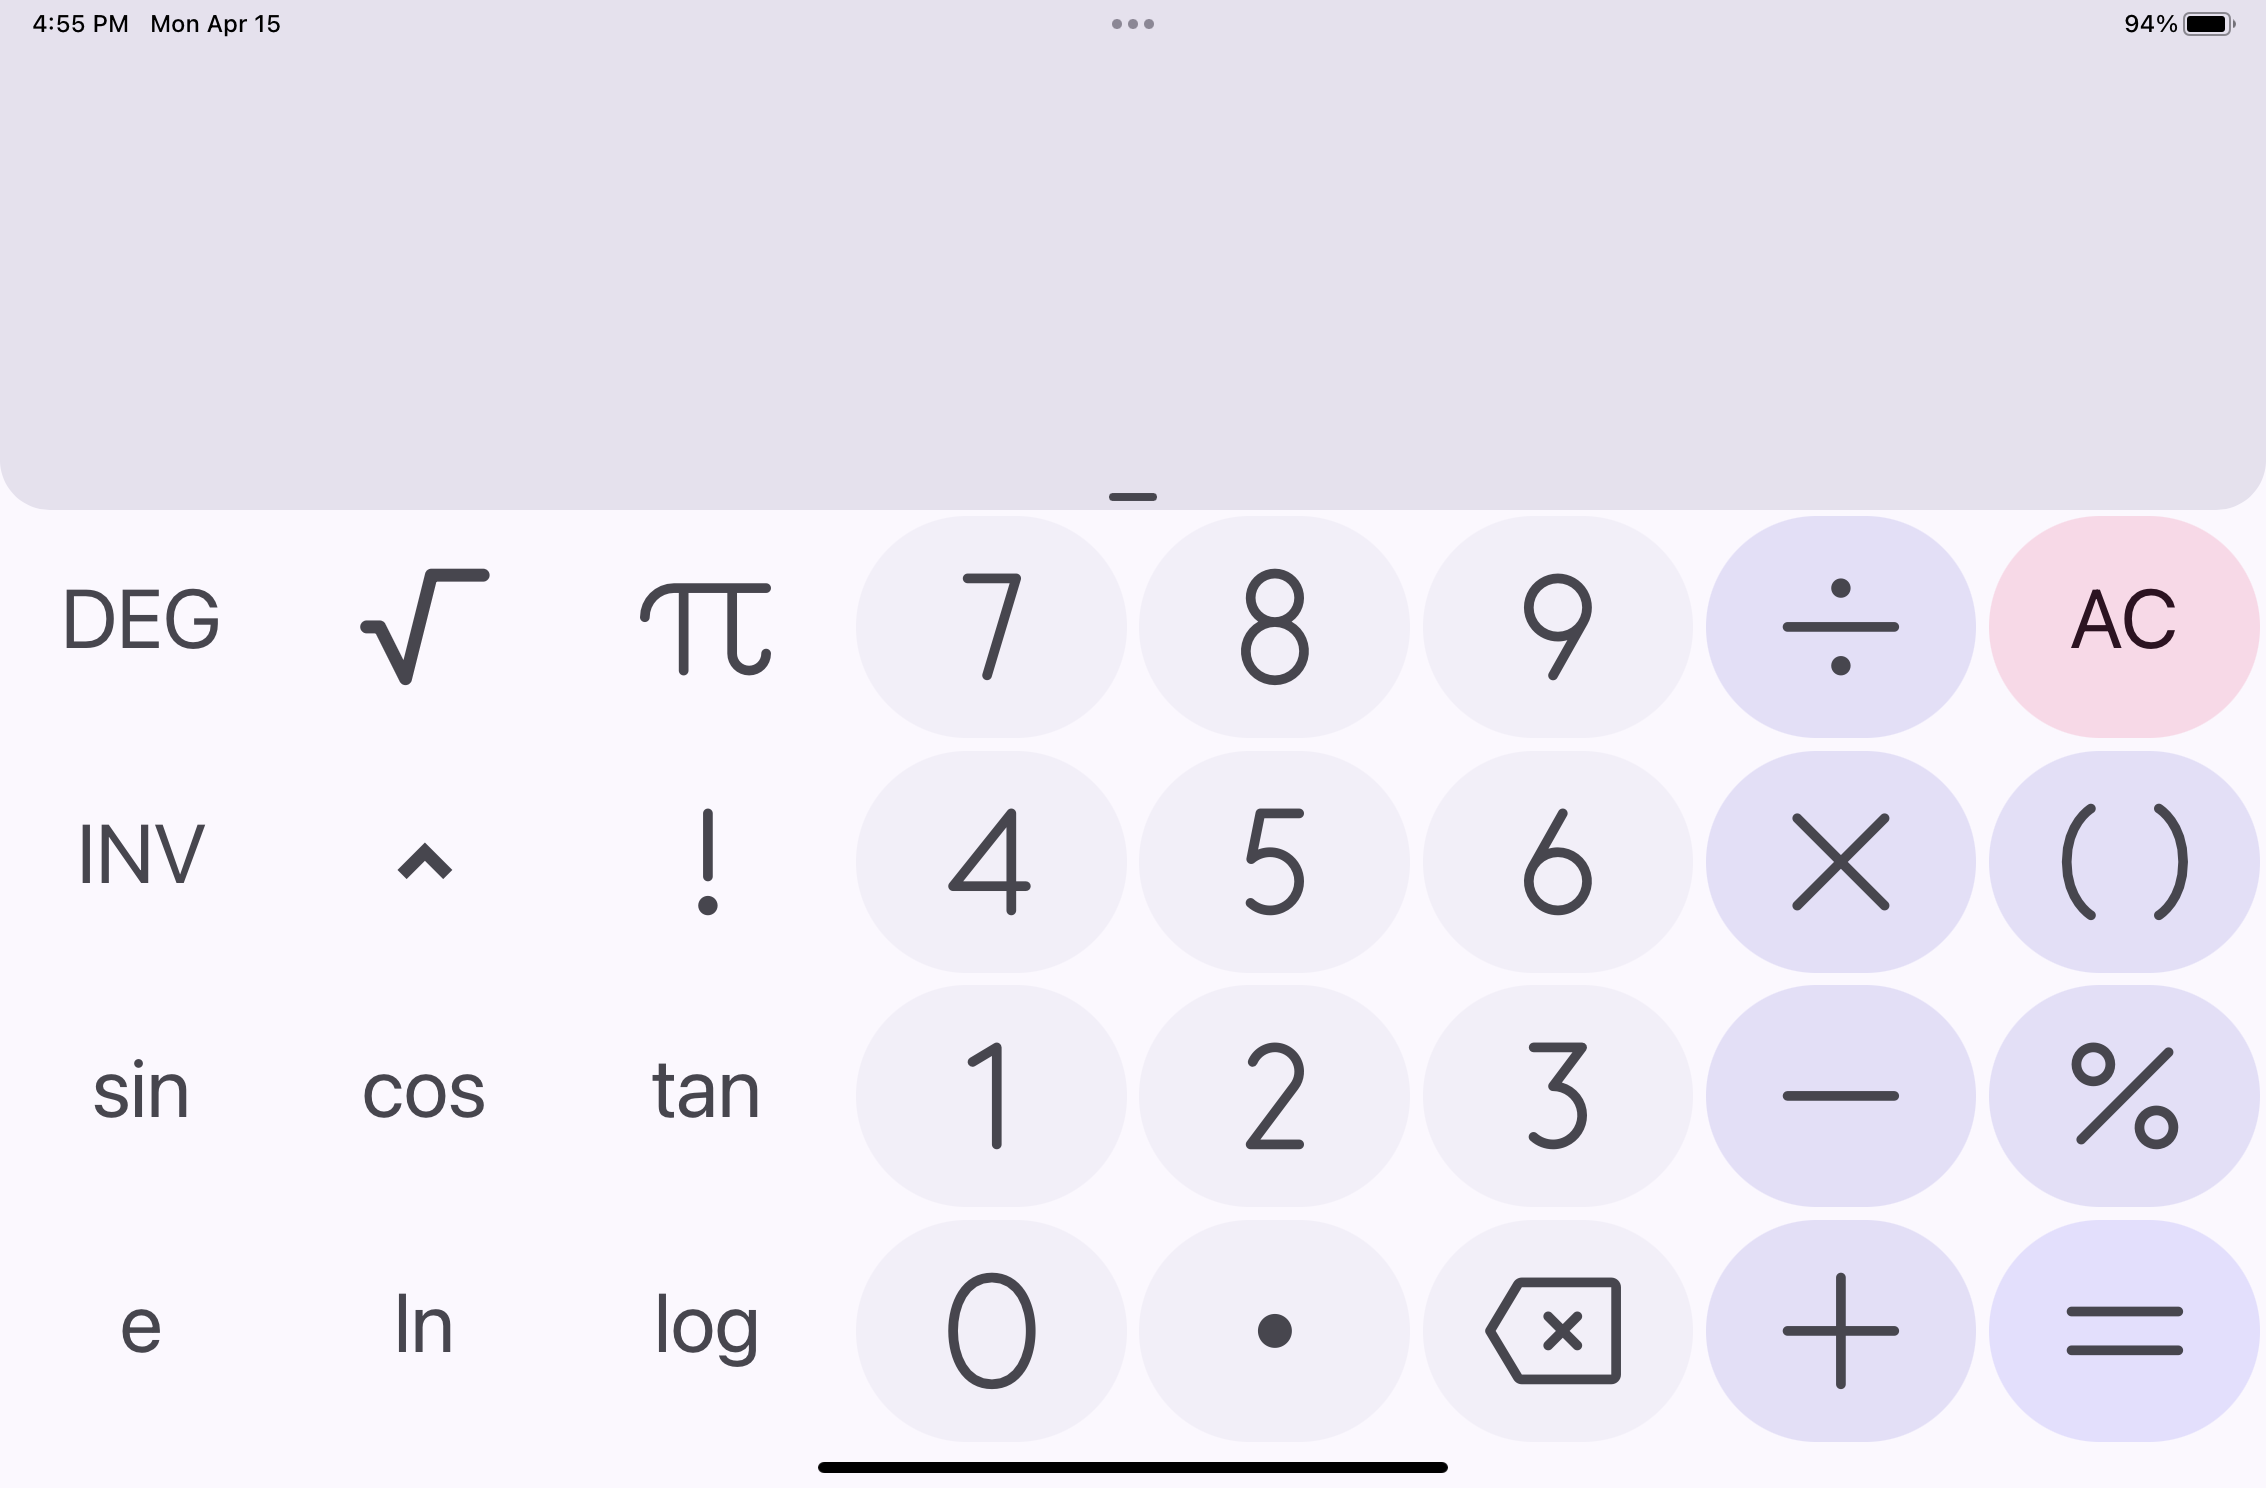 4:55 PM Mon Apr 15 94%
DEG √ π 7 8 9 ÷ AC
INV ^ ! 4 5 6 × ( )
sin cos tan 1 2 3 − %
e ln log 0 . + =